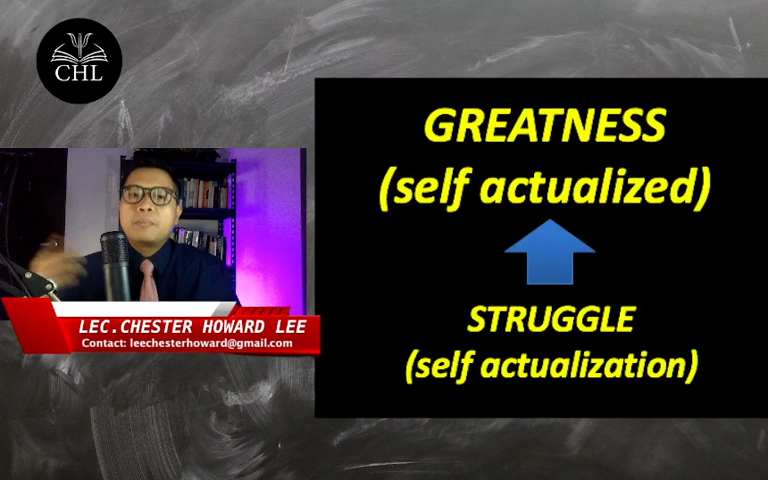 CHL
GREATNESS
(self actualized)
STRUGGLE
(self actualization)
LEC.CHESTER HOWARD LEE
Contact: leechesterhoward@gmail.com